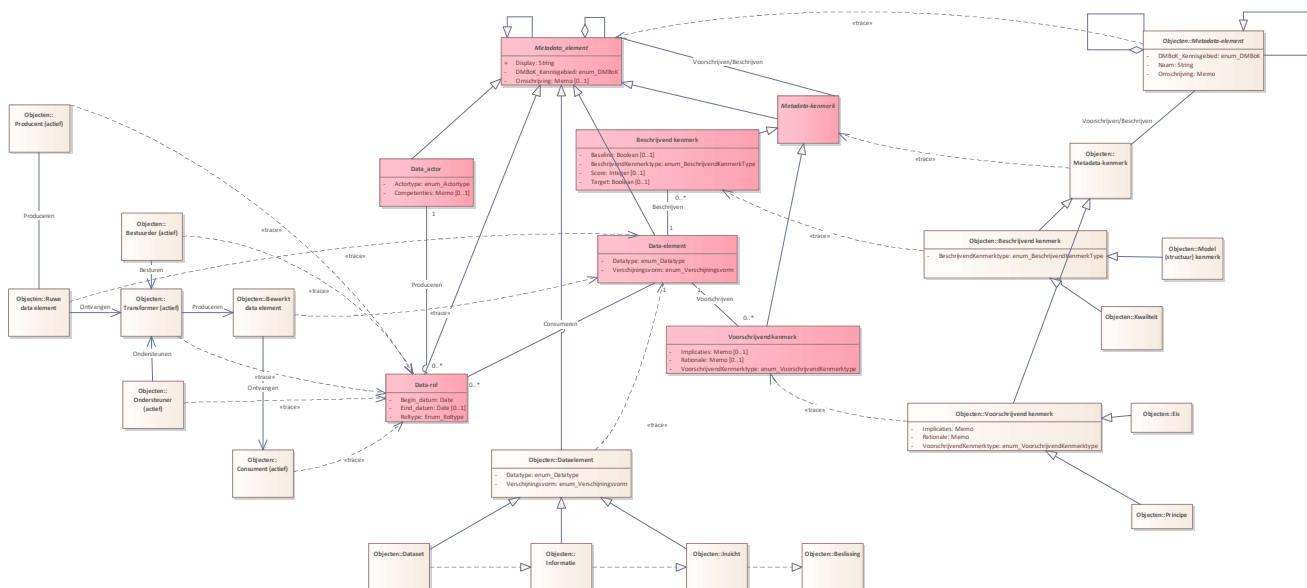 «trace»
Metadata_element
+ Display: String
- DMBoK_Kennisgebied: enum_DMBoK
- Omschrijving: Memo [0..1]
Objecten::Metadata-element
- DMBoK_Kennisgebied: enum_DMBoK
- Naam: String
- Omschrijving: Memo
Voorschrijven/Beschrijven
Metadata-kenmerk
Voorschrijven/Beschrijven
Objecten::
Producent (actief)
Beschrijvend kenmerk
- Baseline: Boolean [0..1]
- BeschrijvendKenmerktype: enum_BeschrijvendKenmerkType
- Score: Integer [0..1]
- Target: Boolean [0..1]
Objecten::
Metadata-kenmerk
«trace»
Data_actor
- Actortype: enum_Actortype
- Competenties: Memo [0..1]
1
0..*
Beschrijven
1
Produceren
Objecten::
Bestuurder (actief)
«trace»
«trace»
Data-element
- Datatype: enum_Datatype
- Verschijningsvorm: enum_Verschijningsvorm
«trace»
Objecten::Beschrijvend kenmerk
- BeschrijvendKenmerktype: enum_BeschrijvendKenmerkType
Objecten::Model
(structuur) kenmerk
Besturen
«trace»
Produceren
1
1
Objecten::Ruwe
data element
Ontvangen
Objecten::
Transformer (actief)
Produceren
Objecten::Bewerkt
data element
«trace»
Voorschrijven
0..*
Consumeren
Objecten::Kwaliteit
Voorschrijvend kenmerk
- Implicaties: Memo [0..1]
- Rationale: Memo [0..1]
- VoorschrijvendKenmerktype: enum_VoorschrijvendKenmerktype
Ondersteunen
0..*
0..*
«trace»
Ontvangen
Objecten::
Ondersteuner
(actief)
«trace»
Data-rol
- Begin_datum: Date
- End_datum: Date [0..1]
- Roltype: Enum_Roltype
«trace»
Objecten::Voorschrijvend kenmerk
- Implicaties: Memo
- Rationale: Memo
- VoorschrijvendKenmerktype: enum_VoorschrijvendKenmerktype
Objecten::Eis
«trace»
Objecten::
Consument (actief)
«trace»
Objecten::Dataelement
- Datatype: enum_Datatype
- Verschijningsvorm: enum_Verschijningsvorm
Objecten::Principe
Objecten::Dataset
Objecten::
Informatie
Objecten::Inzicht
Objecten::Beslissing